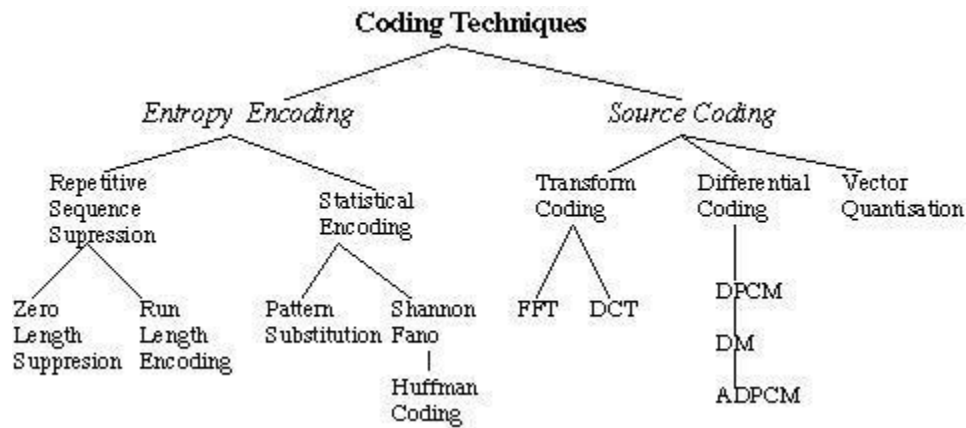 Coding Techniques
Entropy Encoding
Source Coding
Repetitive
Sequence
Supression
Statistical
Encoding
Transform
Coding
Differential
Coding
Vector
Quantisation
Zero
Length
Suppresion
Run
Length
Encoding
Pattern
Substitution
Shannon
Fano
Huffman
Coding
FFT
DCT
DPCM
DM
ADPCM